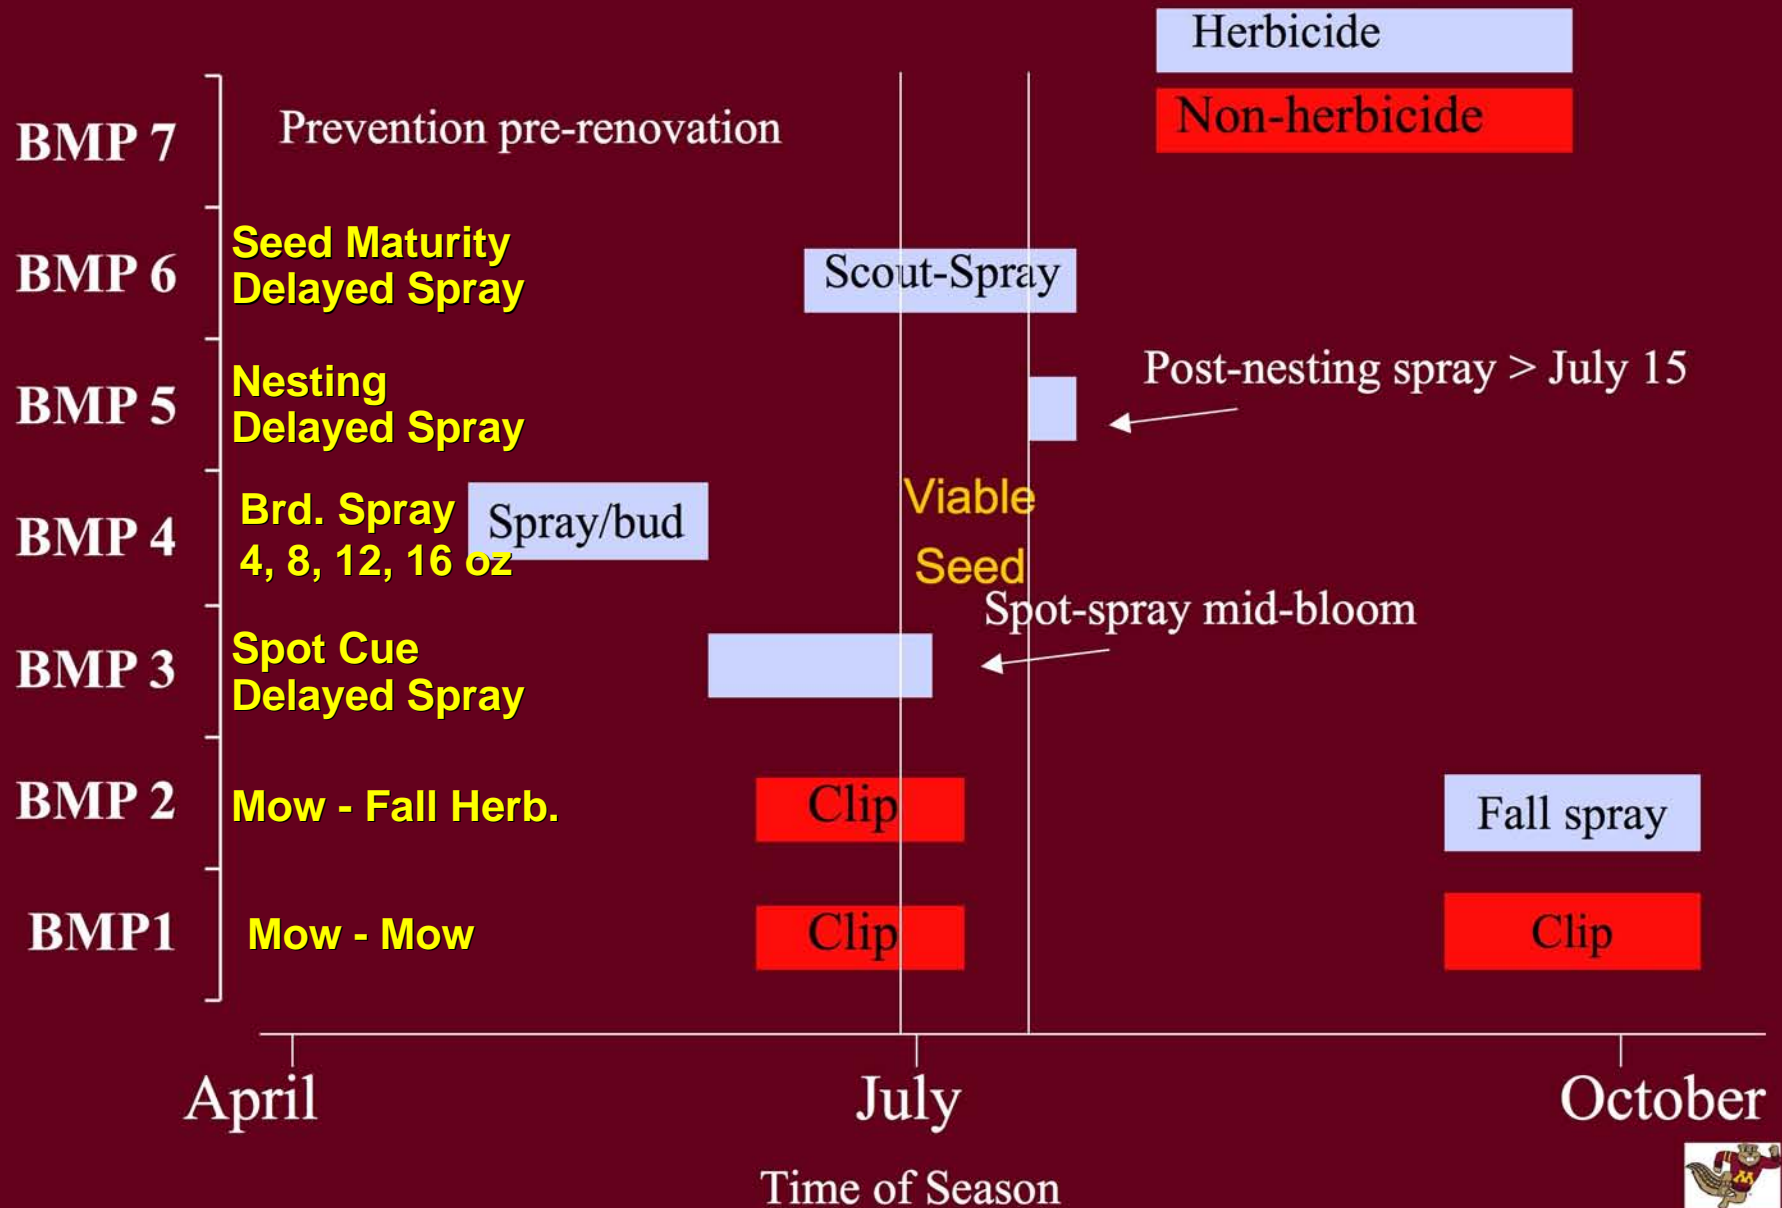 Herbicide
Non-herbicide
BMP 7
Prevention pre-renovation
BMP 6
Seed Maturity
Delayed Spray
Scout-Spray
BMP 5
Nesting
Delayed Spray
Post-nesting spray > July 15
BMP 4
Brd. Spray
4, 8, 12, 16 oz
Spray/bud
Viable
Seed
BMP 3
Spot Cue
Delayed Spray
Spot-spray mid-bloom
BMP 2
Mow - Fall Herb.
Clip
Fall spray
BMP1
Mow - Mow
Clip
Clip
April
July
October
Time of Season
M